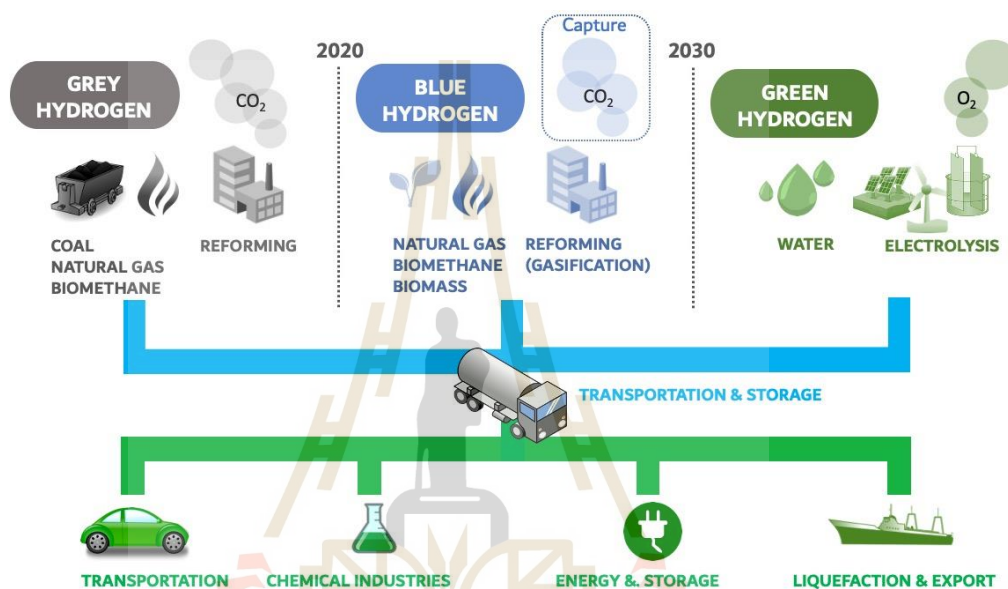 Capture
2020
2030
GREY
HYDROGEN
CO₂
BLUE
HYDROGEN
CO₂
GREEN
HYDROGEN
O₂
COAL
NATURAL GAS
BIOMETHANE
REFORMING
NATURAL GAS
BIOMETHANE
BIOMASS
REFORMING
(GASIFICATION)
WATER
ELECTROLYSIS
TRANSPORTATION & STORAGE
TRANSPORTATION
CHEMICAL INDUSTRIES
ENERGY &. STORAGE
LIQUEFACTION & EXPORT